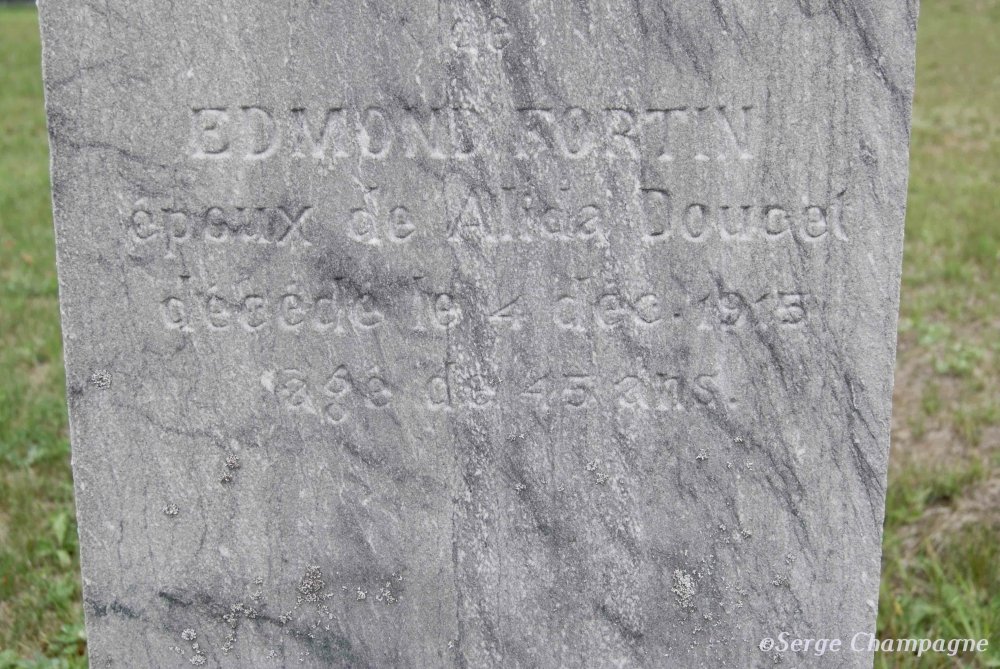 de
EDMOND FORTIN
époux de Alida Doucet
décédé le 4 déc. 1915
âgé de 45 ans.
©Serge Champagne